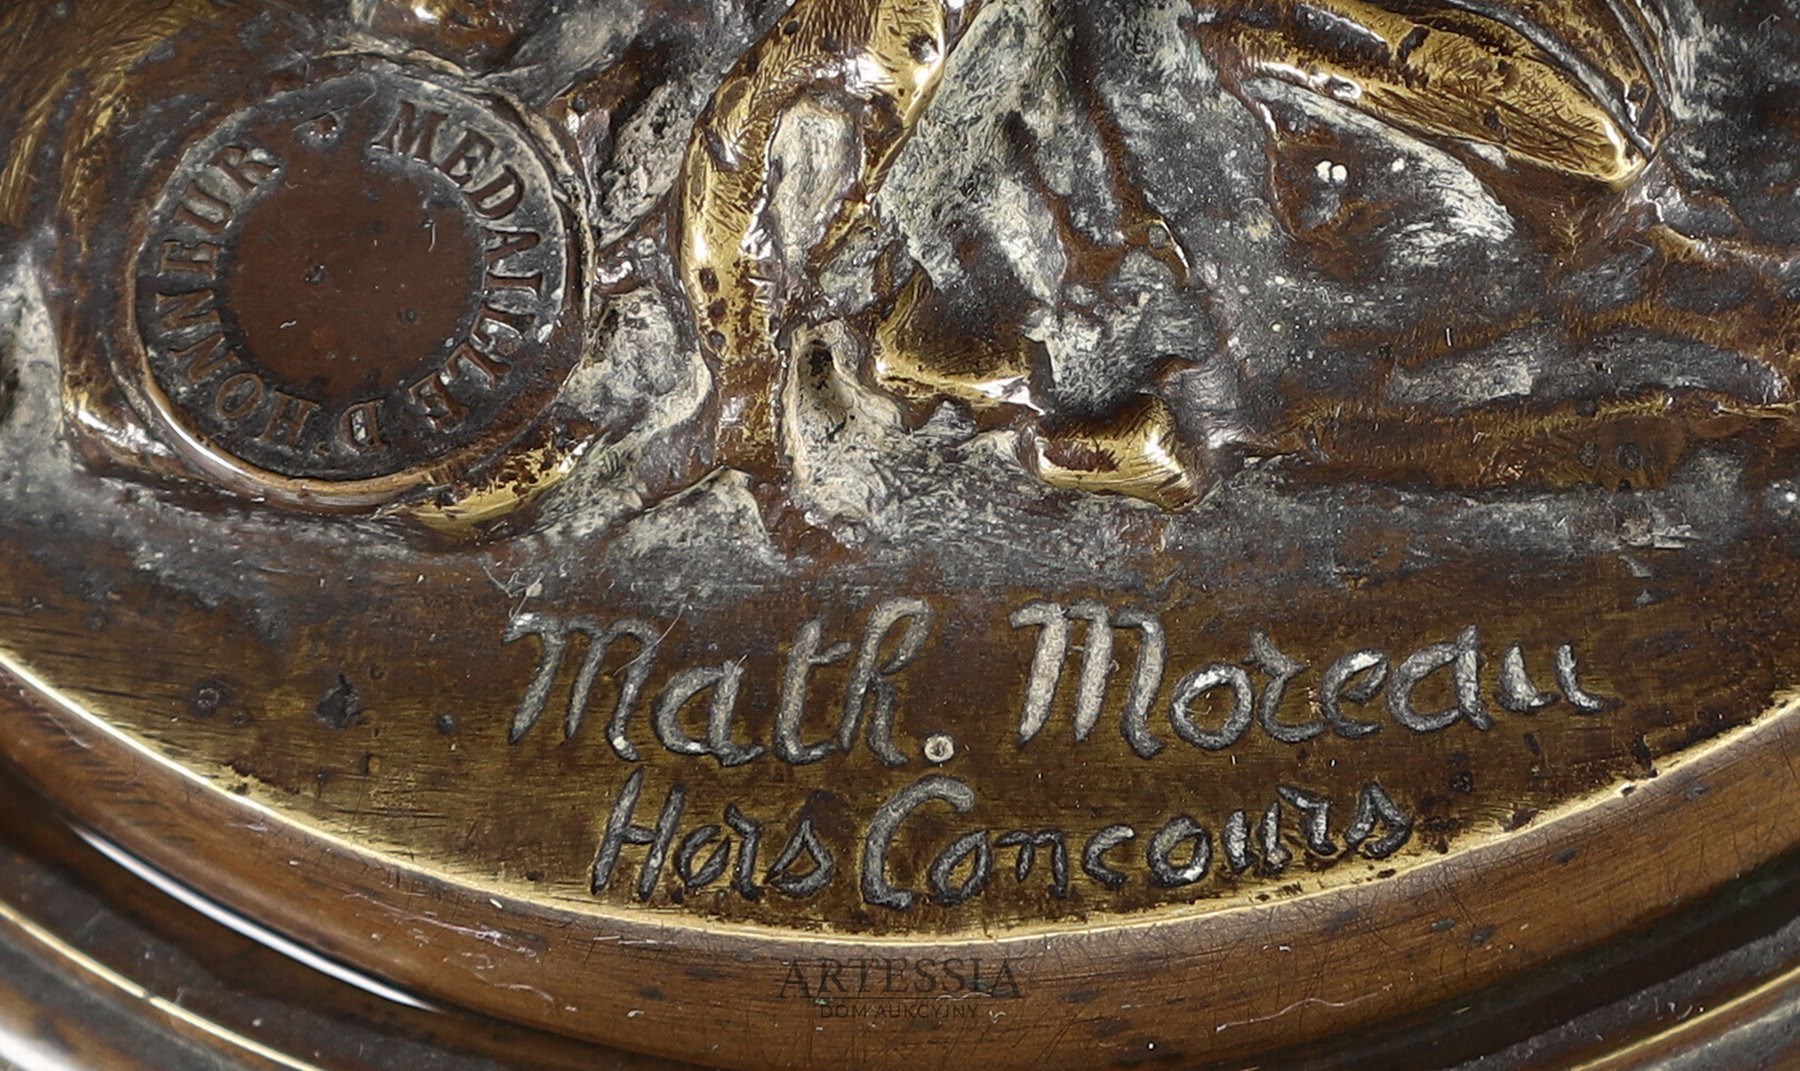 MEDAILLE D'HONNEUR
Math. Moreau
Hors Concours
ARTESSIA
DOM AUKCYJNY